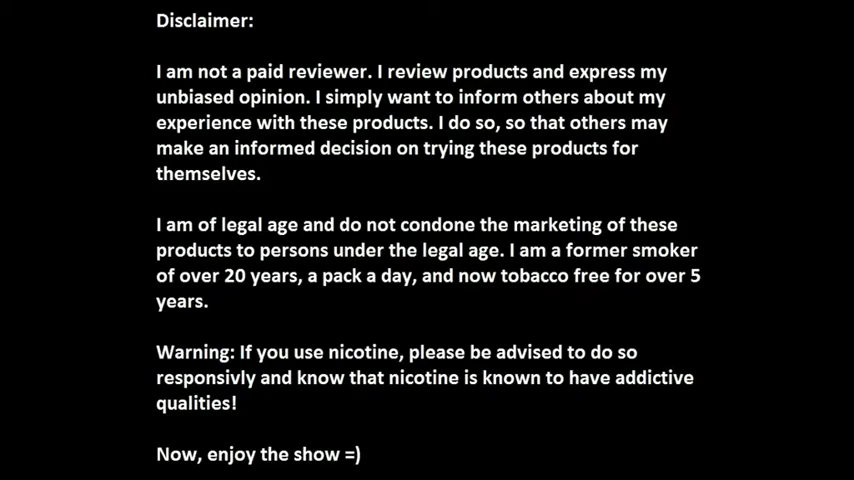 Disclaimer:
I am not a paid reviewer. I review products and express my
unbiased opinion. I simply want to inform others about my
experience with these products. I do so, so that others may
make an informed decision on trying these products for
themselves.
I am of legal age and do not condone the marketing of these
products to persons under the legal age. I am a former smoker
of over 20 years, a pack a day, and now tobacco free for over 5
years.
Warning: If you use nicotine, please be advised to do so
responsivly and know that nicotine is known to have addictive
qualities!
Now, enjoy the show =)